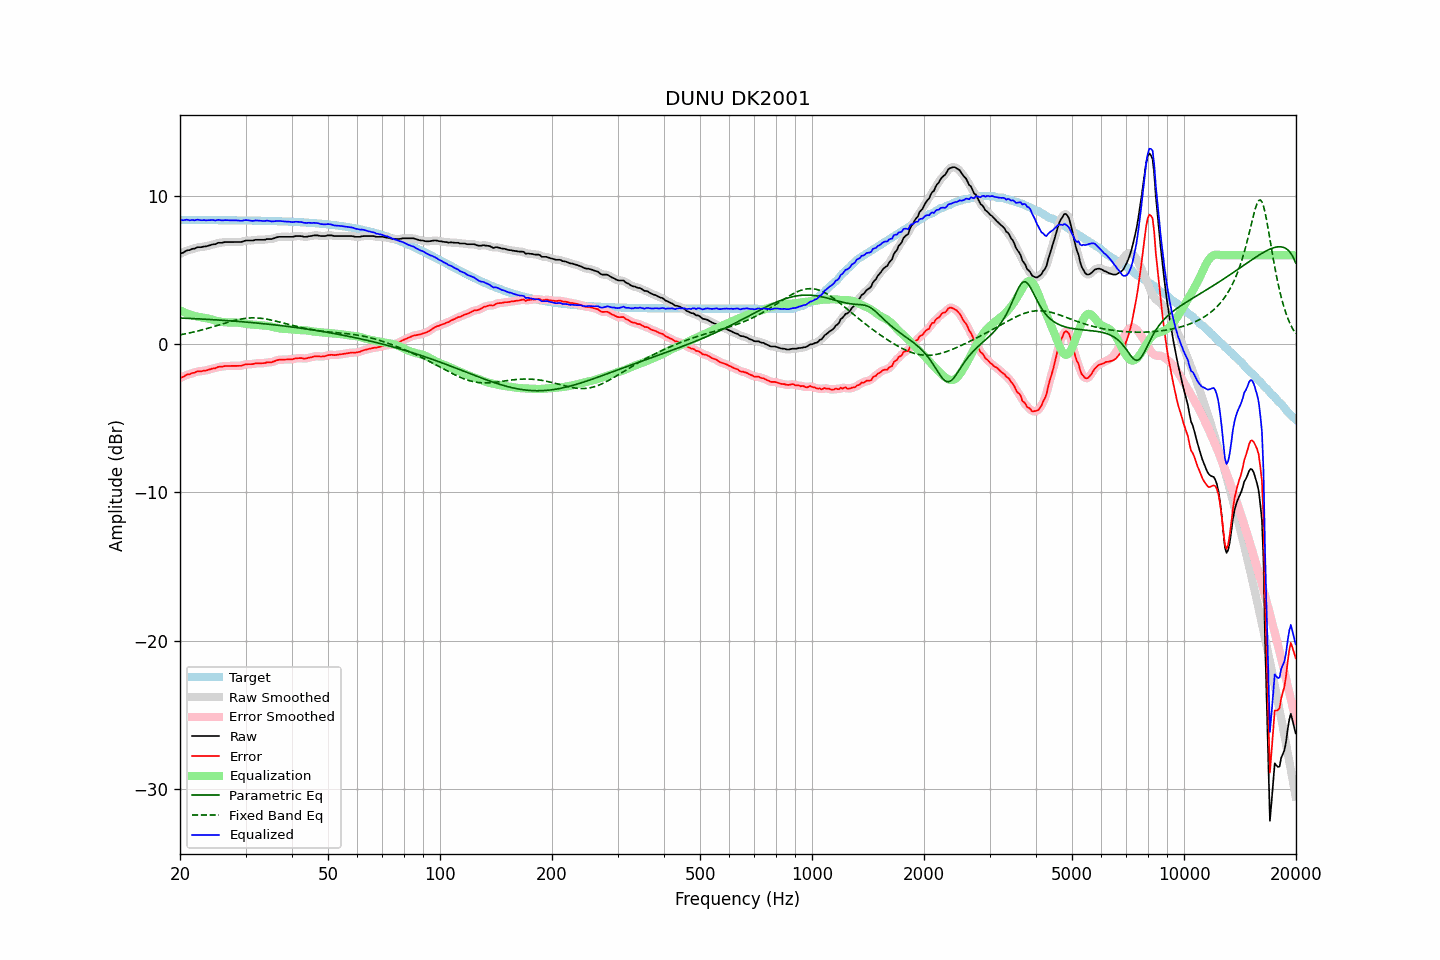 DUNU DK2001
Amplitude (dBr)
10
0
−10
−20
−30
Target
Raw Smoothed
Error Smoothed
Raw
Error
Equalization
Parametric Eq
Fixed Band Eq
Equalized
20 50 100 200 500 1000 2000 5000 10000 20000
Frequency (Hz)